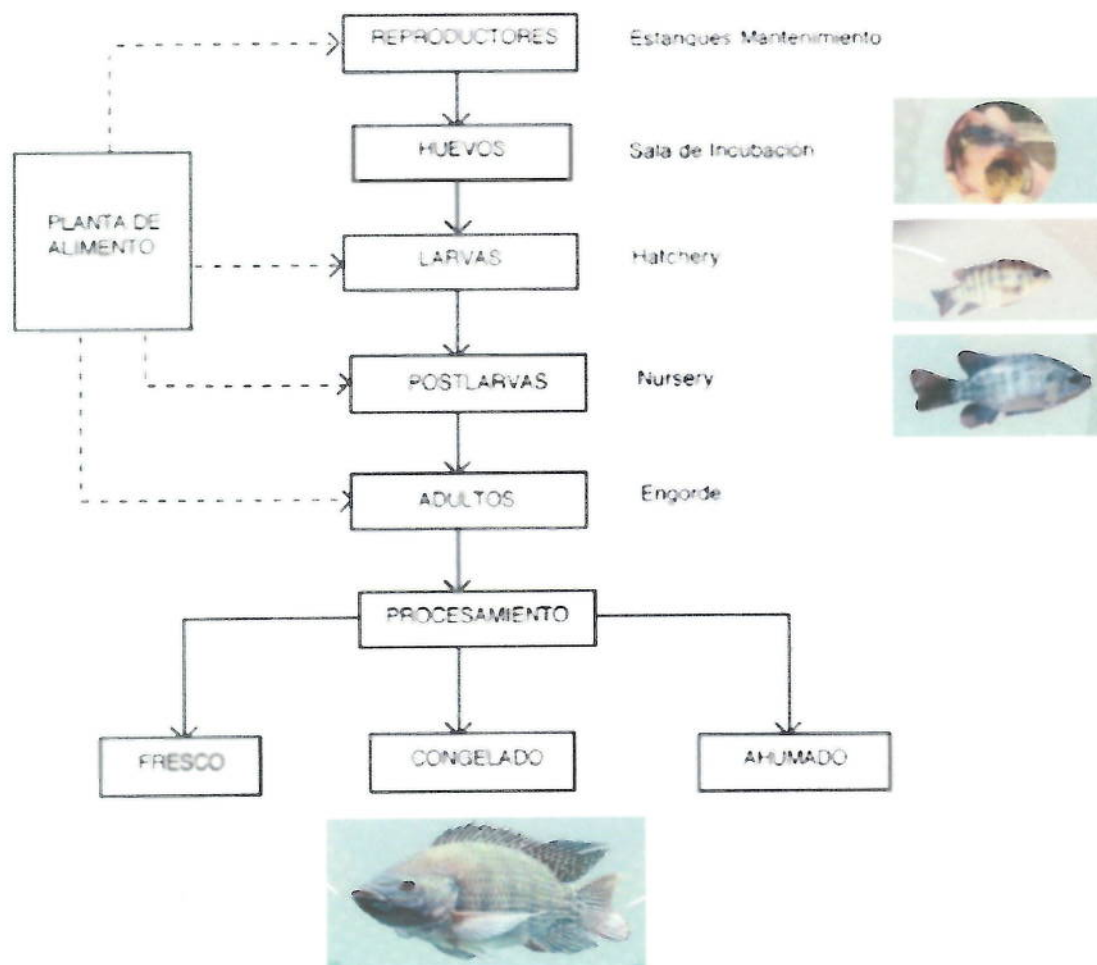 REPRODUCTORES
Estanques Mantenimiento
HUEVOS
Sala de Incubación
PLANTA DE
ALIMENTO
LARVAS
Hatchery
POSTLARVAS
Nursery
ADULTOS
Engorde
PROCESAMIENTO
FRESCO
CONGELADO
AHUMADO